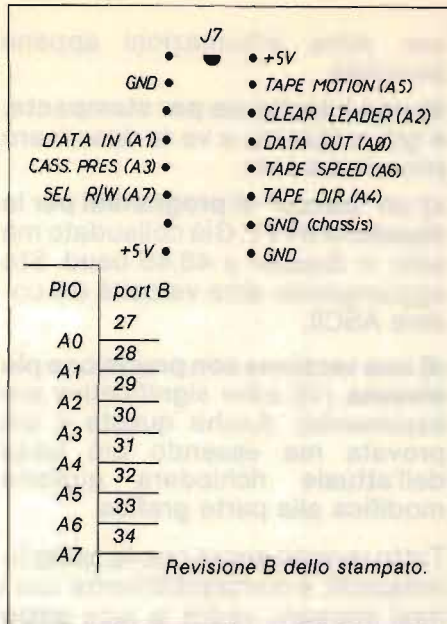 J7
+5V
GND TAPE MOTION (A5)
CLEAR LEADER (A2)
DATA IN (A1) DATA OUT (A0)
CASS. PRES (A3) TAPE SPEED (A6)
SEL R/W (A7) TAPE DIR (A4)
GND (chassis)
+5V GND
PIO port B
27
A0
28
A1
29
A2
30
A3
31
A4
32
A5
33
A6
34
A7
Revisione B dello stampato.